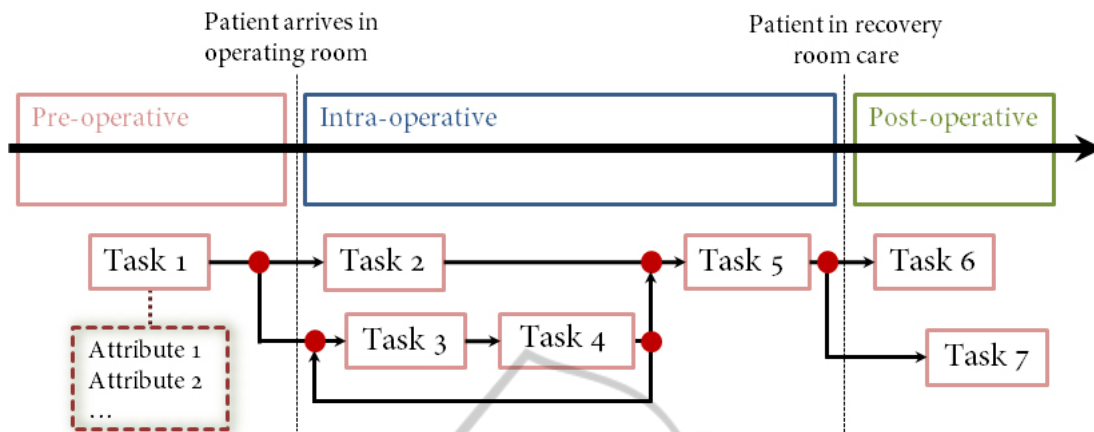 Patient arrives in
operating room
Patient in recovery
room care
Pre-operative
Intra-operative
Post-operative
Task 1
Task 2
Task 5
Task 6
Task 3
Task 4
Task 7
Attribute 1
Attribute 2
...